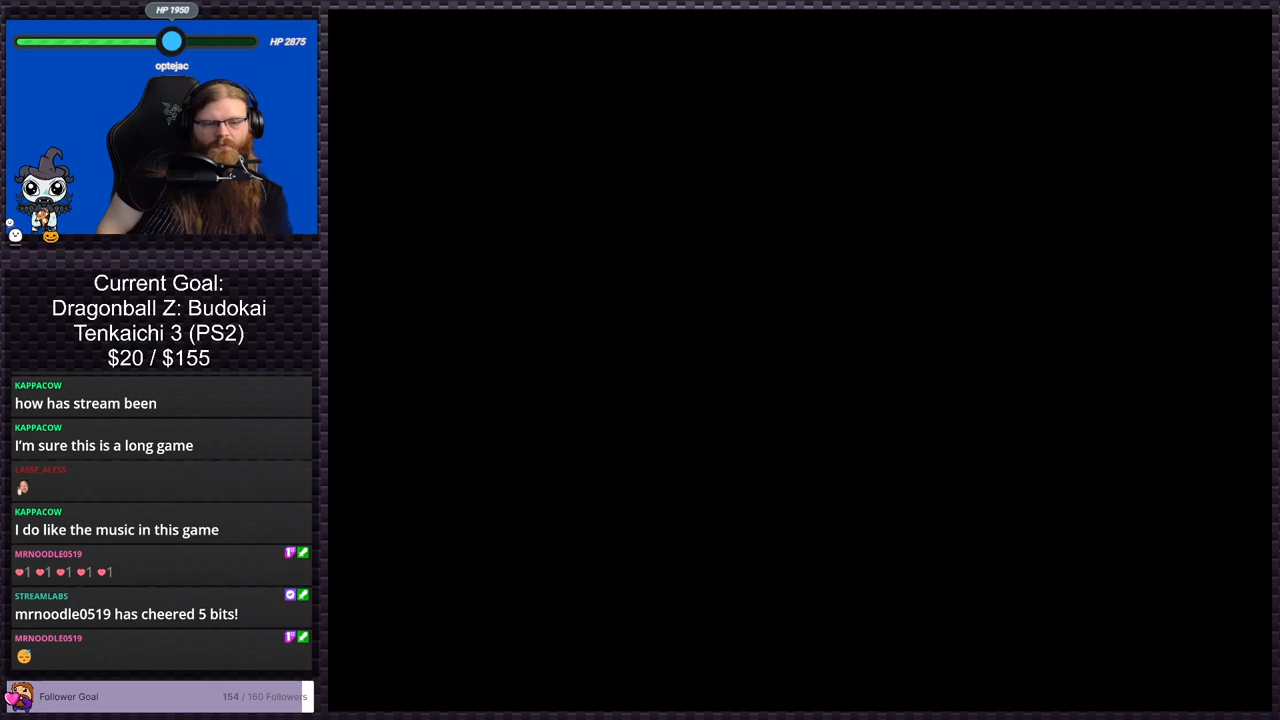 HP 1950
HP 2875
optejac
Current Goal:
Dragonball Z: Budokai
Tenkaichi 3 (PS2)
$20 / $155
KAPPACOW
how has stream been
KAPPACOW
I'm sure this is a long game
LASSE_ALESS
KAPPACOW
I do like the music in this game
MRNOODLE0519
1 1 1 1 1
STREAMLABS
mrnoodle0519 has cheered 5 bits!
MRNOODLE0519
Follower Goal 154 / 160 Followers